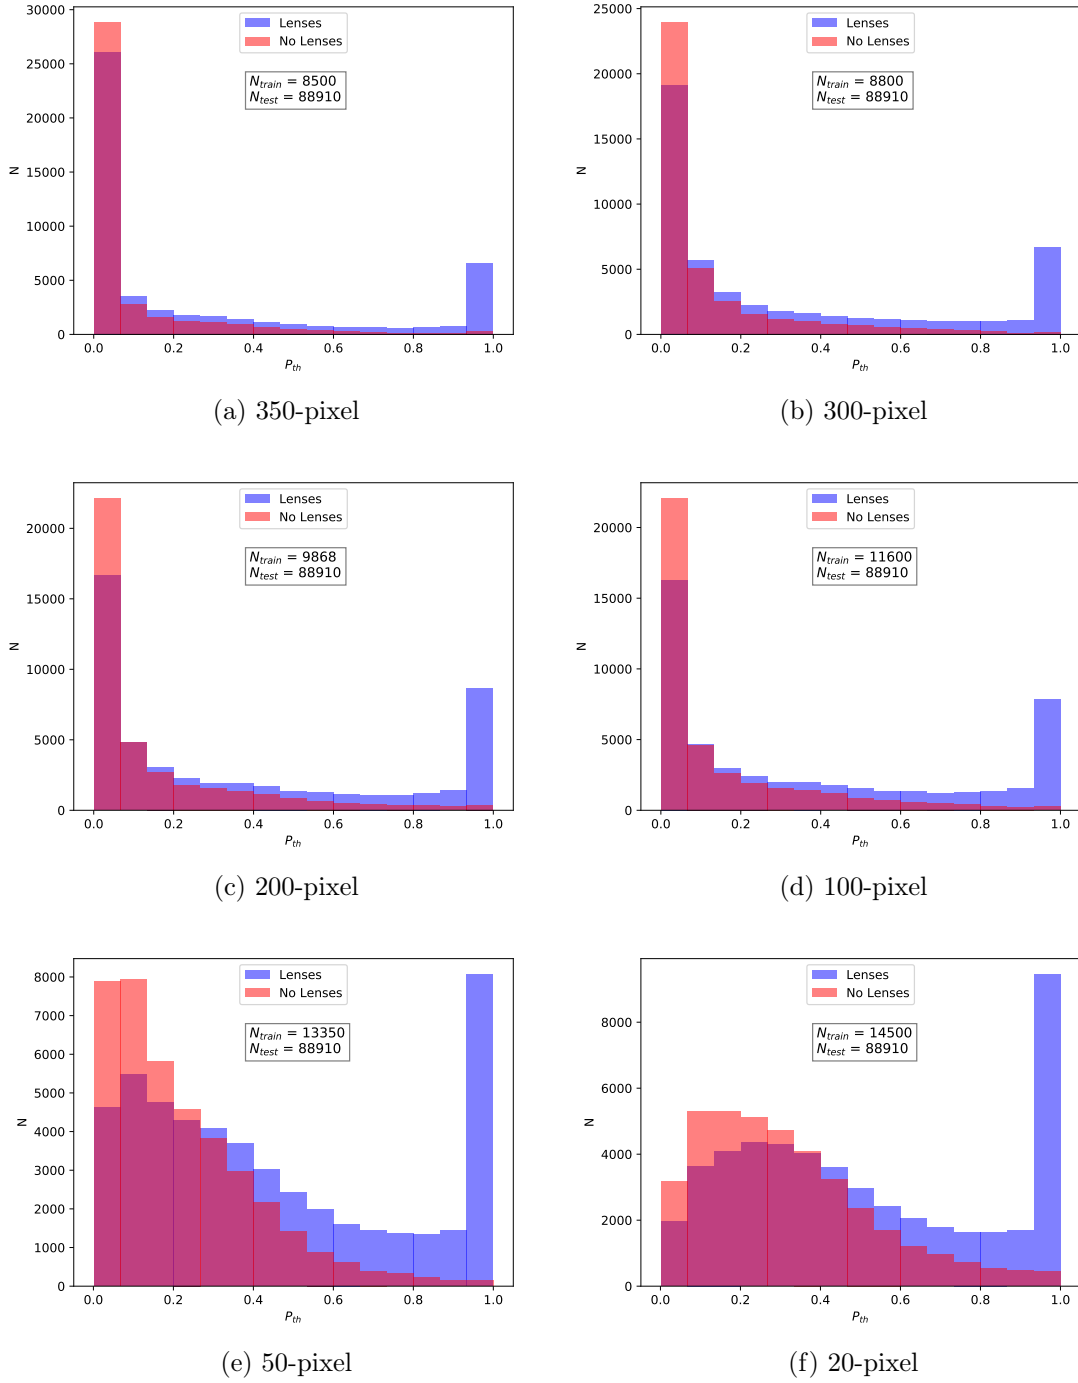 30000
25000
20000
15000
10000
5000
0
N
Lenses
No Lenses
N_train = 8500
N_test = 88910
0.0 0.2 0.4 0.6 0.8 1.0
P_th
(a) 350-pixel
25000
20000
15000
10000
5000
0
N
Lenses
No Lenses
N_train = 8800
N_test = 88910
0.0 0.2 0.4 0.6 0.8 1.0
P_th
(b) 300-pixel
20000
15000
10000
5000
0
N
Lenses
No Lenses
N_train = 9868
N_test = 88910
0.0 0.2 0.4 0.6 0.8 1.0
P_th
(c) 200-pixel
20000
15000
10000
5000
0
N
Lenses
No Lenses
N_train = 11600
N_test = 88910
0.0 0.2 0.4 0.6 0.8 1.0
P_th
(d) 100-pixel
8000
7000
6000
5000
4000
3000
2000
1000
0
N
Lenses
No Lenses
N_train = 13350
N_test = 88910
0.0 0.2 0.4 0.6 0.8 1.0
P_th
(e) 50-pixel
8000
6000
4000
2000
0
N
Lenses
No Lenses
N_train = 14500
N_test = 88910
0.0 0.2 0.4 0.6 0.8 1.0
P_th
(f) 20-pixel